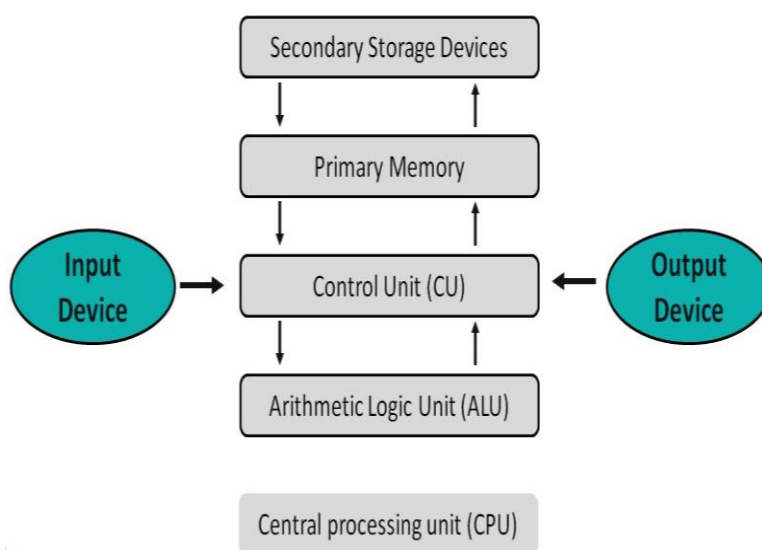 Secondary Storage Devices
Primary Memory
Input
Device
Control Unit (CU)
Output
Device
Arithmetic Logic Unit (ALU)
Central processing unit (CPU)